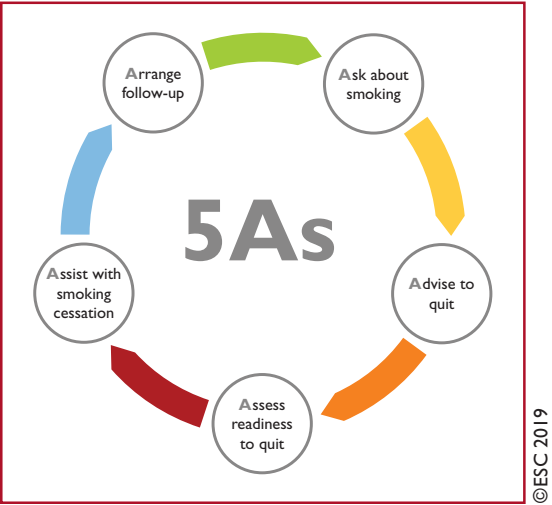 5As
Ask about
smoking
Advise to
quit
Assess
readiness
to quit
Assist with
smoking
cessation
Arrange
follow-up
©ESC 2019